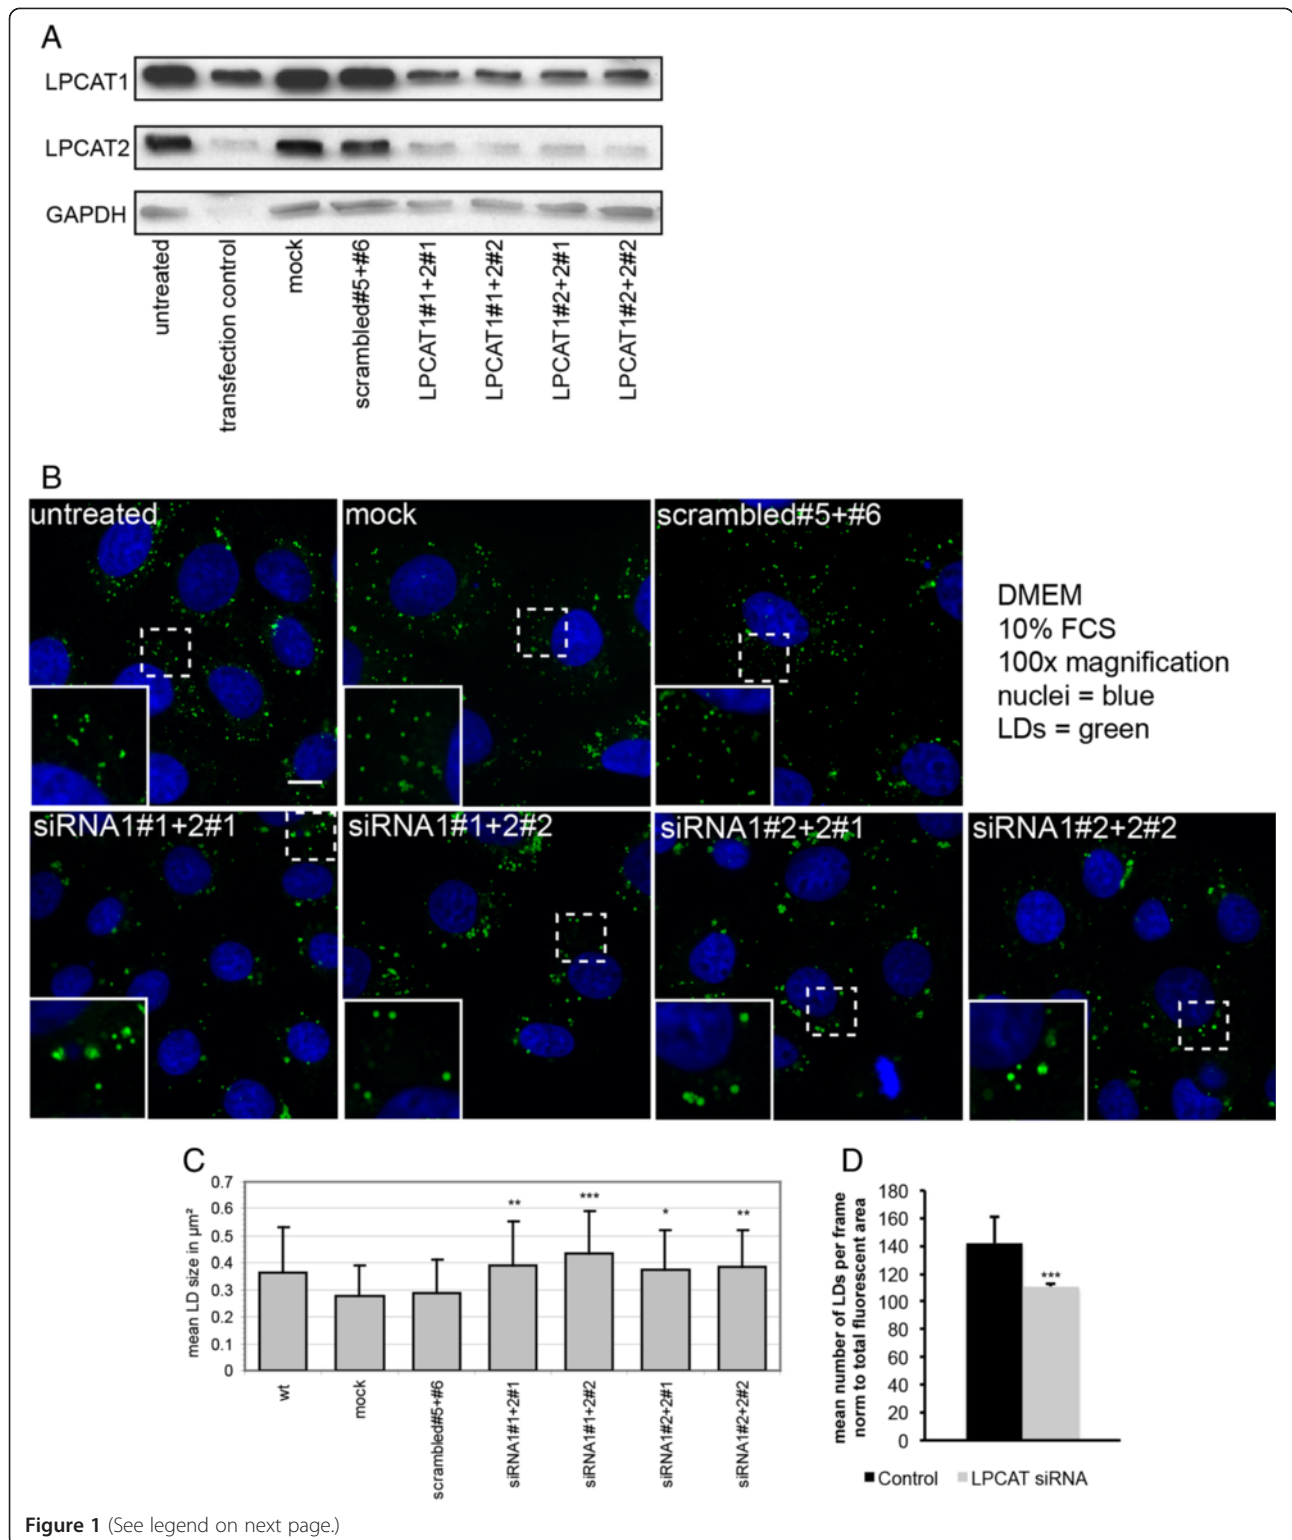 A
LPCAT1
LPCAT2
GAPDH
untreated
transfection control
mock
scrambled#5+#6
LPCAT1#1+2#1
LPCAT1#1+2#2
LPCAT1#2+2#1
LPCAT1#2+2#2
B
untreated
mock
scrambled#5+#6
DMEM
10% FCS
100x magnification
nuclei = blue
LDs = green
siRNA1#1+2#1
siRNA1#1+2#2
siRNA1#2+2#1
siRNA1#2+2#2
C
mean LD size in µm²
0.7
0.6
0.5
0.4
0.3
0.2
0.1
0
**
***
*
**
wt
mock
scrambled#5+#6
siRNA1#1+2#1
siRNA1#1+2#2
siRNA1#2+2#1
siRNA1#2+2#2
D
mean number of LDs per frame
norm to total fluorescent area
180
160
140
120
100
80
60
40
20
0
***
Control
LPCAT siRNA
Figure 1 (See legend on next page.)